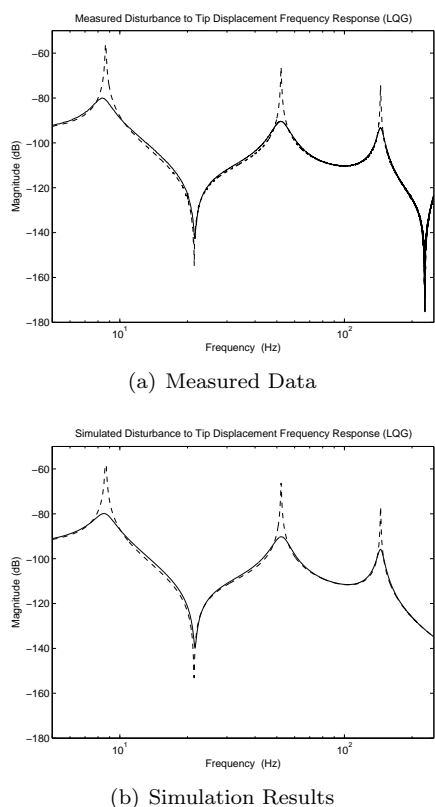 Measured Disturbance to Tip Displacement Frequency Response (LQG)
−60
−80
−100
−120
−140
−160
−180
Magnitude (dB)
10^1
10^2
Frequency (Hz)
(a) Measured Data
Simulated Disturbance to Tip Displacement Frequency Response (LQG)
−60
−80
−100
−120
−140
−160
−180
Magnitude (dB)
10^1
10^2
Frequency (Hz)
(b) Simulation Results